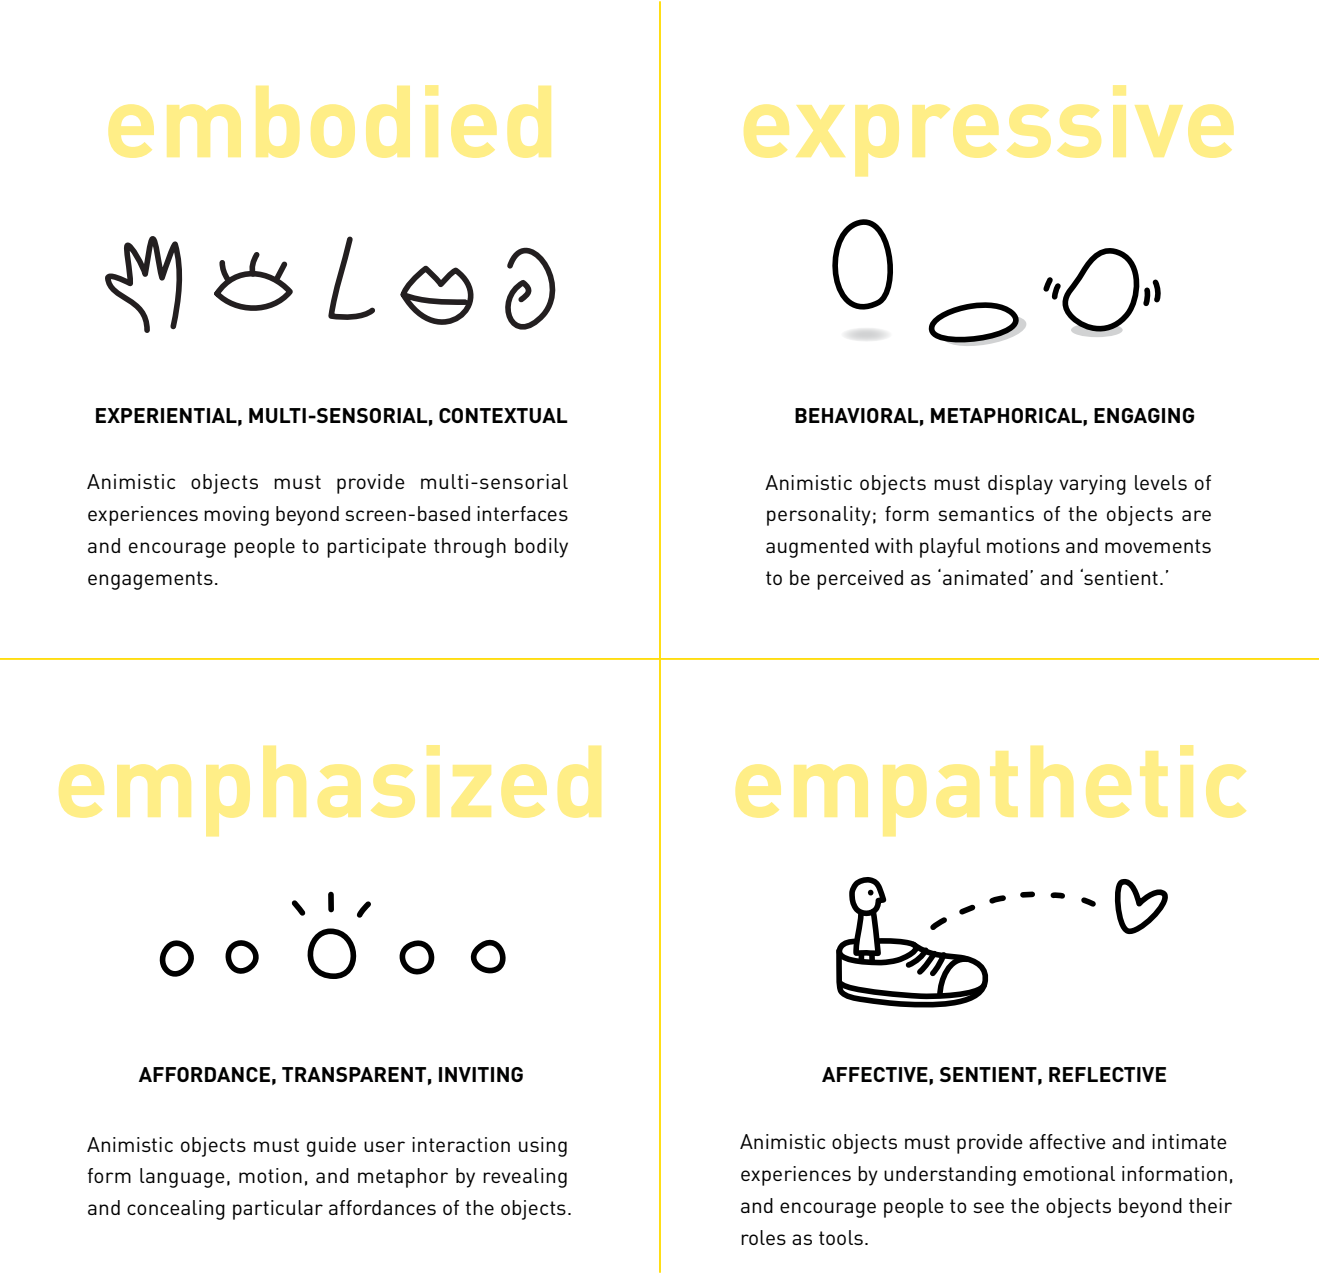 embodied
EXPERIENTIAL, MULTI-SENSORIAL, CONTEXTUAL
Animistic objects must provide multi-sensorial
experiences moving beyond screen-based interfaces
and encourage people to participate through bodily
engagements.
expressive
BEHAVIORAL, METAPHORICAL, ENGAGING
Animistic objects must display varying levels of
personality; form semantics of the objects are
augmented with playful motions and movements
to be perceived as ‘animated’ and ‘sentient.’
emphasized
AFFORDANCE, TRANSPARENT, INVITING
Animistic objects must guide user interaction using
form language, motion, and metaphor by revealing
and concealing particular affordances of the objects.
empathetic
AFFECTIVE, SENTIENT, REFLECTIVE
Animistic objects must provide affective and intimate
experiences by understanding emotional information,
and encourage people to see the objects beyond their
roles as tools.